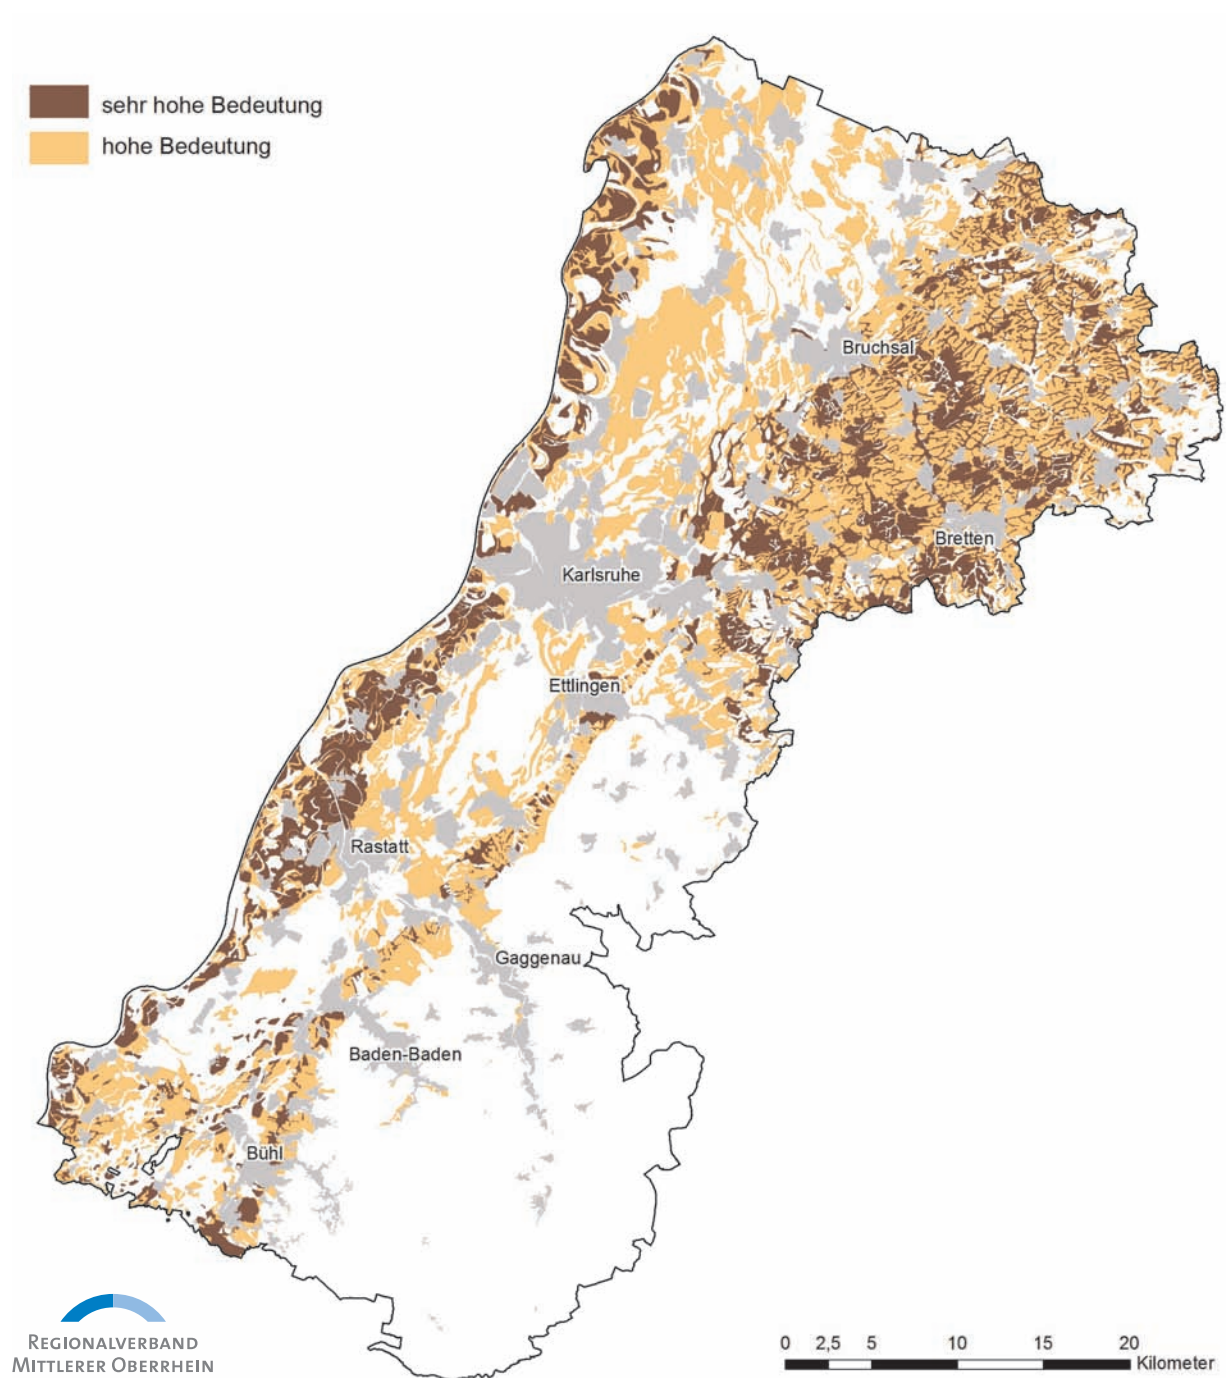 sehr hohe Bedeutung
hohe Bedeutung
Bruchsal
Bretten
Karlsruhe
Ettlingen
Rastatt
Gaggenau
Baden-Baden
Bühl
REGIONALVERBAND
MITTLERER OBERRHEIN
0 2,5 5 10 15 20
Kilometer